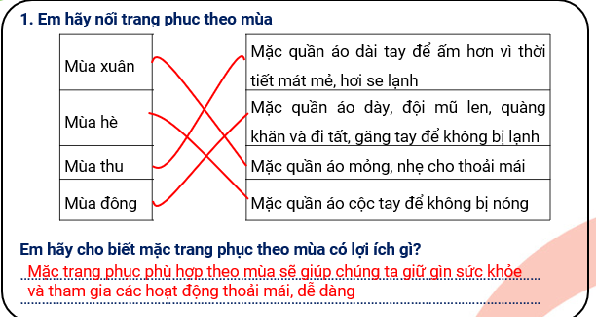 1. Em hãy nối trang phục theo mùa
Mùa xuân
Mùa hè
Mùa thu
Mùa đông
Mặc quần áo dài tay để ấm hơn vì thời
tiết mát mẻ, hơi se lạnh
Mặc quần áo dày, đội mũ len, quàng
khăn và đi tất, găng tay để không bị lạnh
Mặc quần áo mỏng, nhẹ cho thoải mái
Mặc quần áo cộc tay để không bị nóng
Em hãy cho biết mặc trang phục theo mùa có lợi ích gì?
Mặc trang phục phù hợp theo mùa sẽ giúp chúng ta giữ gìn sức khỏe
và tham gia các hoạt động thoải mái, dễ dàng